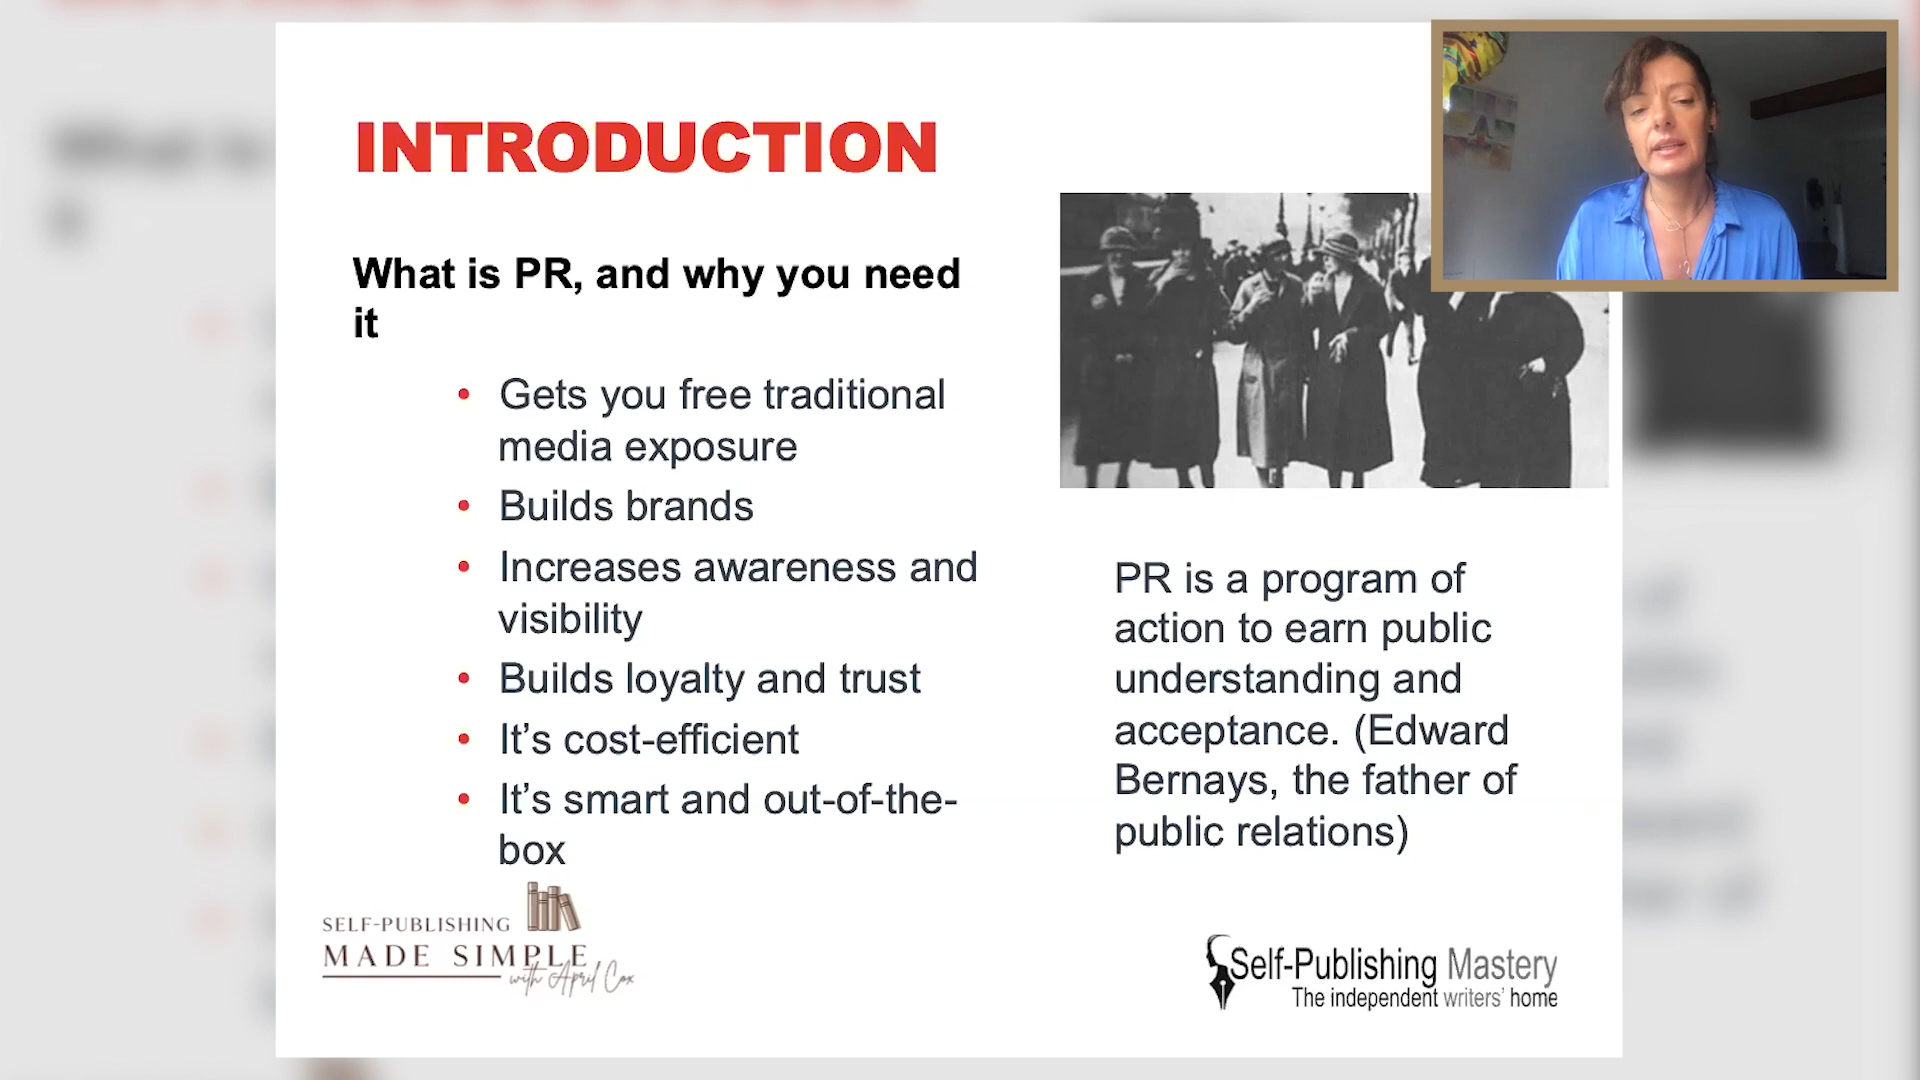 INTRODUCTION
What is PR, and why you need
it
• Gets you free traditional
media exposure
• Builds brands
• Increases awareness and
visibility
• Builds loyalty and trust
• It’s cost-efficient
• It’s smart and out-of-the-
box
PR is a program of
action to earn public
understanding and
acceptance. (Edward
Bernays, the father of
public relations)
SELF-PUBLISHING
MADE SIMPLE
with April Cox
Self-Publishing Mastery
The independent writers’ home